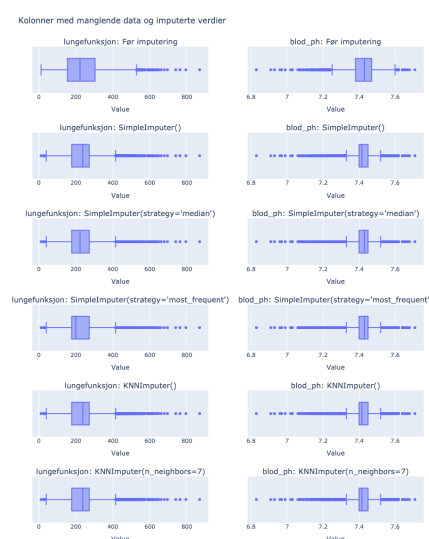 Kolonner med manglende data og imputerte verdier
lungefunksjon: Før imputering
blod_ph: Før imputering
0 200 400 600 800
6.8 7 7.2 7.4 7.6
Value
Value
lungefunksjon: SimpleImputer()
blod_ph: SimpleImputer()
0 200 400 600 800
6.8 7 7.2 7.4 7.6
Value
Value
lungefunksjon: SimpleImputer(strategy='median')
blod_ph: SimpleImputer(strategy='median')
0 200 400 600 800
6.8 7 7.2 7.4 7.6
Value
Value
lungefunksjon: SimpleImputer(strategy='most_frequent')
blod_ph: SimpleImputer(strategy='most_frequent'
0 200 400 600 800
6.8 7 7.2 7.4 7.6
Value
Value
lungefunksjon: KNNImputer()
blod_ph: KNNImputer()
0 200 400 600 800
6.8 7 7.2 7.4 7.6
Value
Value
lungefunksjon: KNNImputer(n_neighbors=7)
blod_ph: KNNImputer(n_neighbors=7)
0 200 400 600 800
6.8 7 7.2 7.4 7.6
Value
Value